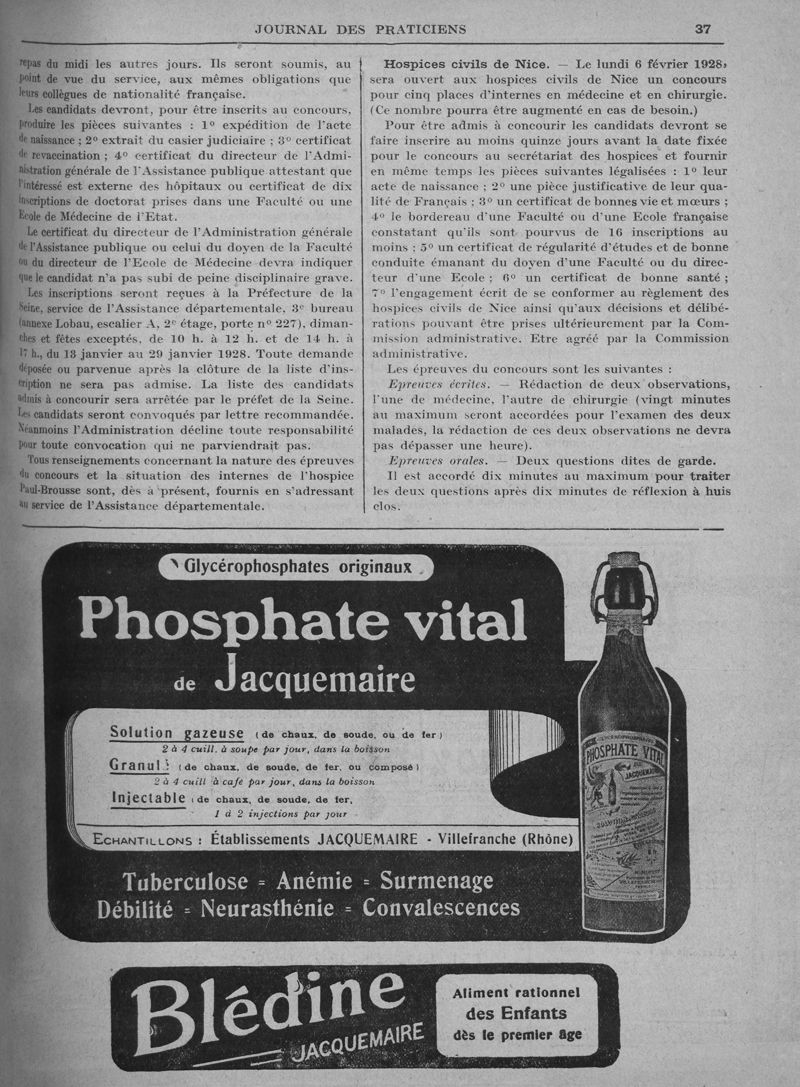 JOURNAL DES PRATICIENS
37
repas du midi les autres jours. Ils seront soumis, au
point de vue du service, aux mêmes obligations que
leurs collègues de nationalité française.
Les candidats devront, pour être inscrits au concours,
produire les pièces suivantes : 1º expédition de l'acte
de naissance ; 2º extrait du casier judiciaire ; 3º certificat
de revaccination ; 4º certificat du directeur de l'Admi-
nistration générale de l'Assistance publique attestant que
l'intéressé est externe des hôpitaux ou certificat de dix
inscriptions de doctorat prises dans une Faculté ou une
Ecole de Médecine de i'Etat.
Le certificat du directeur de l'Administration générale
de l'Assistance publique ou celui du doyen de la Faculté
ou du directeur de l'Ecole de Médecine devra indiquer
que le candidat n'a pas subi de peine disciplinaire grave.
Les inscriptions seront reçues à la Préfecture de la
Seine, service de l'Assistance départementale, 3e bureau
(annexe Lobau, escalier A, 2e étage, porte nº 227), diman-
ches et fêtes exceptés, de 10 h. à 12 h. et de 14 h. à
17 h., du 13 janvier au 29 janvier 1928. Toute demande
déposée ou parvenue après la clôture de la liste d'ins-
cription ne sera pas admise. La liste des candidats
admis à concourir sera arrêtée par le préfet de la Seine.
Les candidats seront convoqués par lettre recommandée.
Néanmoins l'Administration décline toute responsabilité
pour toute convocation qui ne parviendrait pas.
Tous renseignements concernant la nature des épreuves
du concours et la situation des internes de l'hospice
Paul-Brousse sont, dès à présent, fournis en s'adressant
au service de l'Assistance départementale.
Hospices civils de Nice. — Le lundi 6 février 1928,
sera ouvert aux hospices civils de Nice un concours
pour cinq places d'internes en médecine et en chirurgie.
(Ce nombre pourra être augmenté en cas de besoin.)
Pour être admis à concourir les candidats devront se
faire inscrire au moins quinze jours avant la date fixée
pour le concours au secrétariat des hospices et fournir
en même temps les pièces suivantes légalisées : 1º leur
acte de naissance ; 2º une pièce justificative de leur qua-
lité de Français ; 3º un certificat de bonnes vie et mœurs ;
4º le bordereau d'une Faculté ou d'une Ecole française
constatant qu'ils sont pourvus de 16 inscriptions au
moins ; 5º un certificat de régularité d'études et de bonne
conduite émanant du doyen d'une Faculté ou du direc-
teur d'une Ecole ; 6º un certificat de bonne santé ;
7º l'engagement écrit de se conformer au règlement des
hospices civils de Nice ainsi qu'aux décisions et délibé-
rations pouvant être prises ultérieurement par la Com-
mission administrative. Etre agréé par la Commission
administrative.
Les épreuves du concours sont les suivantes :
Epreuves écrites. — Rédaction de deux observations,
l'une de médecine, l'autre de chirurgie (vingt minutes
au maximum seront accordées pour l'examen des deux
malades, la rédaction de ces deux observations ne devra
pas dépasser une heure).
Epreuves orales. — Deux questions dites de garde.
Il est accordé dix minutes au maximum pour traiter
les deux questions après dix minutes de réflexion à huis
clos.
Glycérophosphates originaux
Phosphate vital
de Jacquemaire
Solution gazeuse (de chaux, de soude, ou de fer)
2 à 4 cuill. à soupe par jour, dans la boisson
Granulé (de chaux, de soude, de fer, ou composé)
2 à 4 cuill à café par jour, dans la boisson
Injectable (de chaux, de soude, de fer,
1 à 2 injections par jour
ECHANTILLONS : Établissements JACQUEMAIRE - Villefranche (Rhône)
Tuberculose = Anémie = Surmenage
Débilité = Neurasthénie = Convalescences
PHOSPHATE VITAL
DE
JACQUEMAIRE
Blédine
JACQUEMAIRE
Aliment rationnel
des Enfants
dès le premier âge